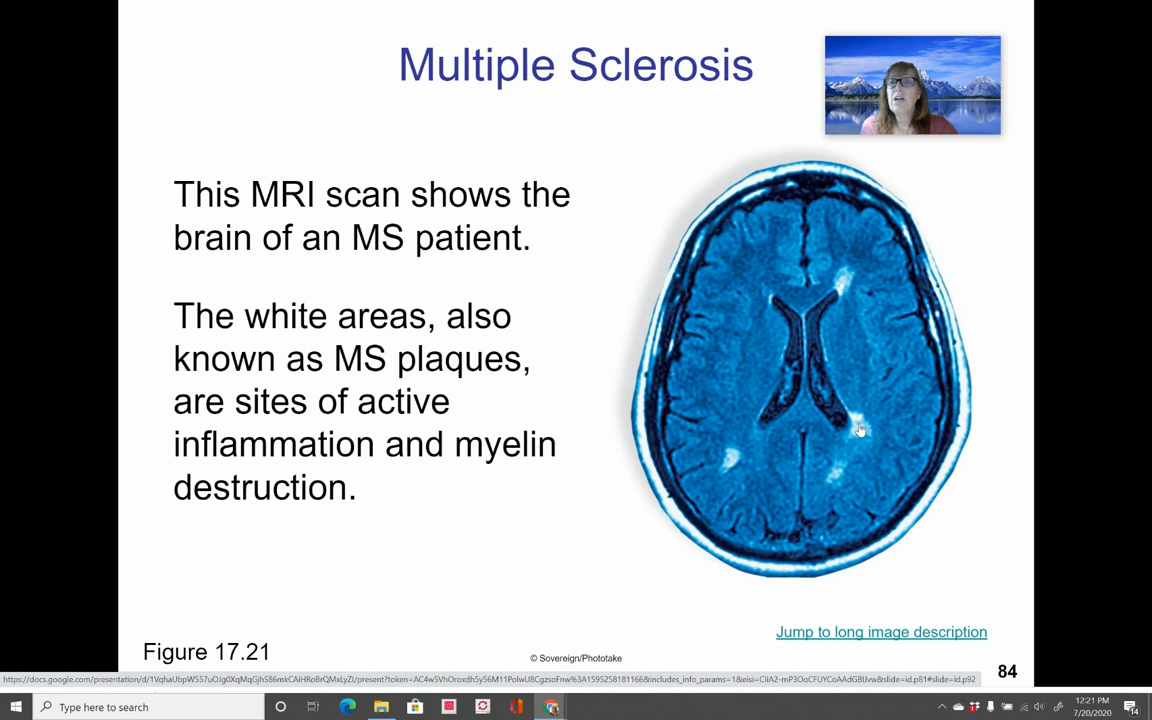 Multiple Sclerosis
This MRI scan shows the
brain of an MS patient.
The white areas, also
known as MS plaques,
are sites of active
inflammation and myelin
destruction.
Jump to long image description
Figure 17.21
© Sovereign/Phototake
84
Type here to search
12:21 PM
7/20/2020
14